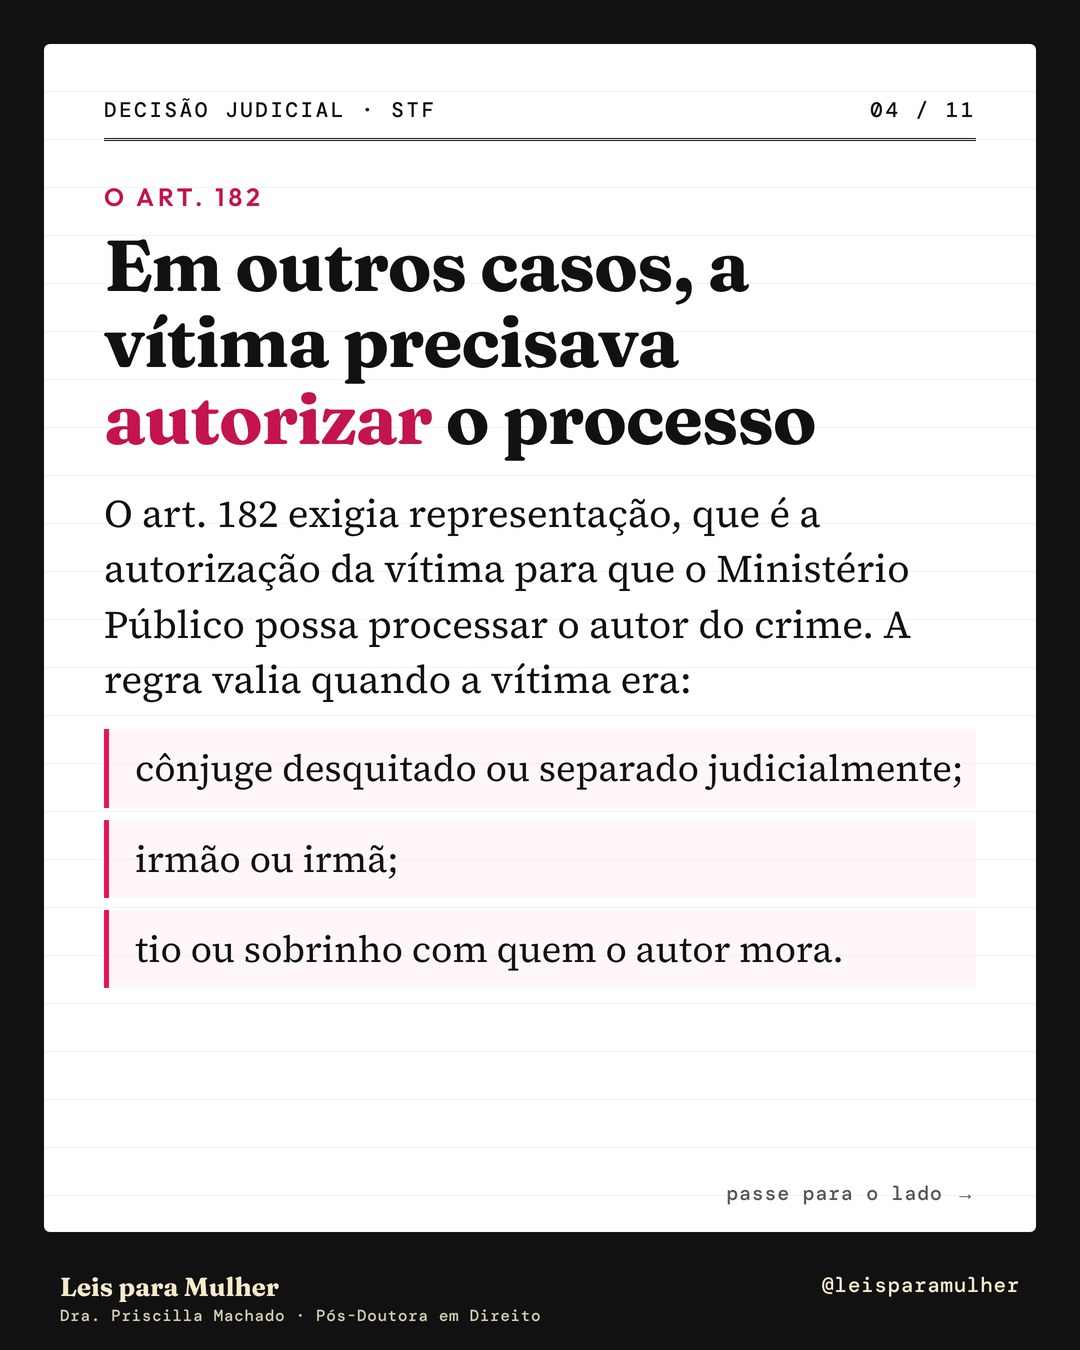 DECISÃO JUDICIAL · STF
04 / 11
O ART. 182
Em outros casos, a
vítima precisava
autorizar o processo
O art. 182 exigia representação, que é a
autorização da vítima para que o Ministério
Público possa processar o autor do crime. A
regra valia quando a vítima era:
cônjuge desquitado ou separado judicialmente;
irmão ou irmã;
tio ou sobrinho com quem o autor mora.
passe para o lado →
Leis para Mulher
@leisparamulher
Dra. Priscilla Machado · Pós-Doutora em Direito